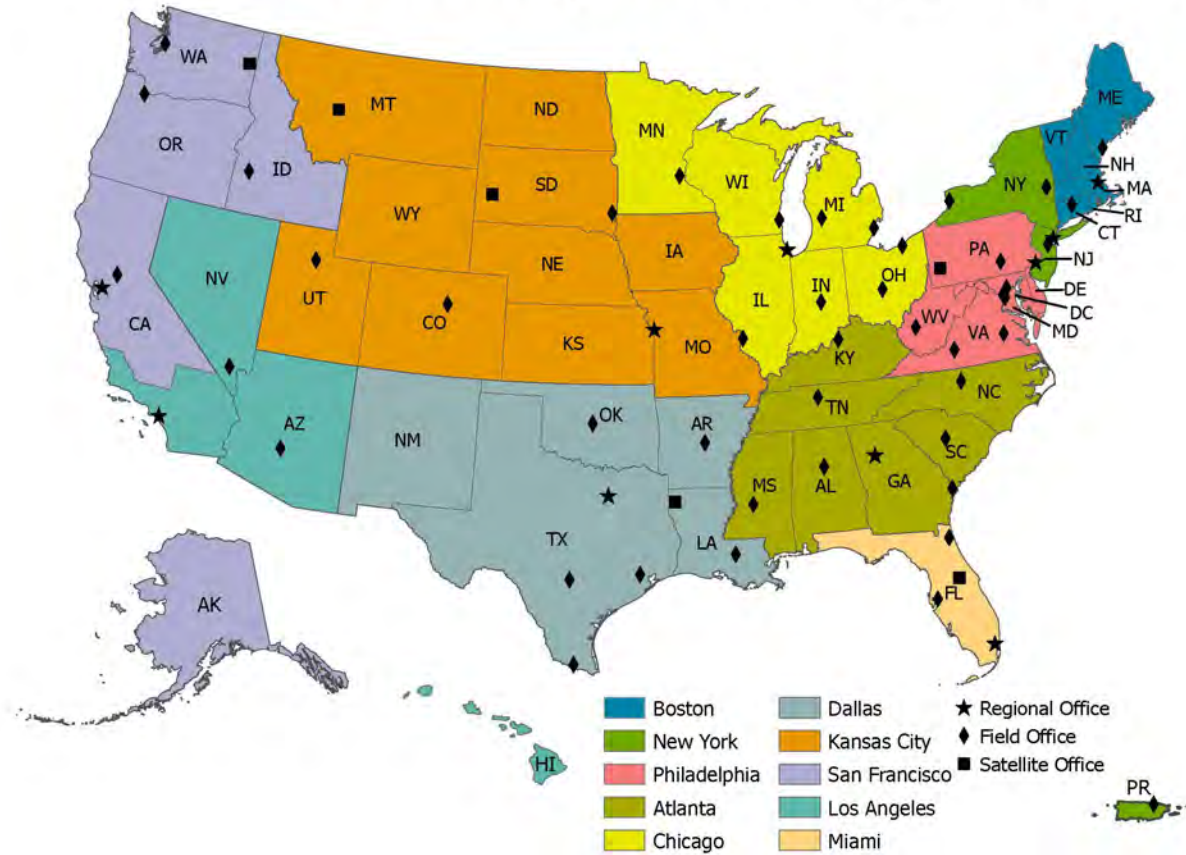 WA
MT
ND
MN
ME
VT
OR
ID
SD
WI
MI
NY
NH
MA
RI
CT
WY
IA
PA
NJ
NV
NE
OH
DE
UT
IL
IN
DC
CO
WV
MD
CA
KS
MO
VA
KY
NC
TN
AZ
OK
AR
NM
SC
MS
AL
GA
TX
LA
FL
AK
HI
PR
Boston
New York
Philadelphia
Atlanta
Chicago
Dallas
Kansas City
San Francisco
Los Angeles
Miami
Regional Office
Field Office
Satellite Office